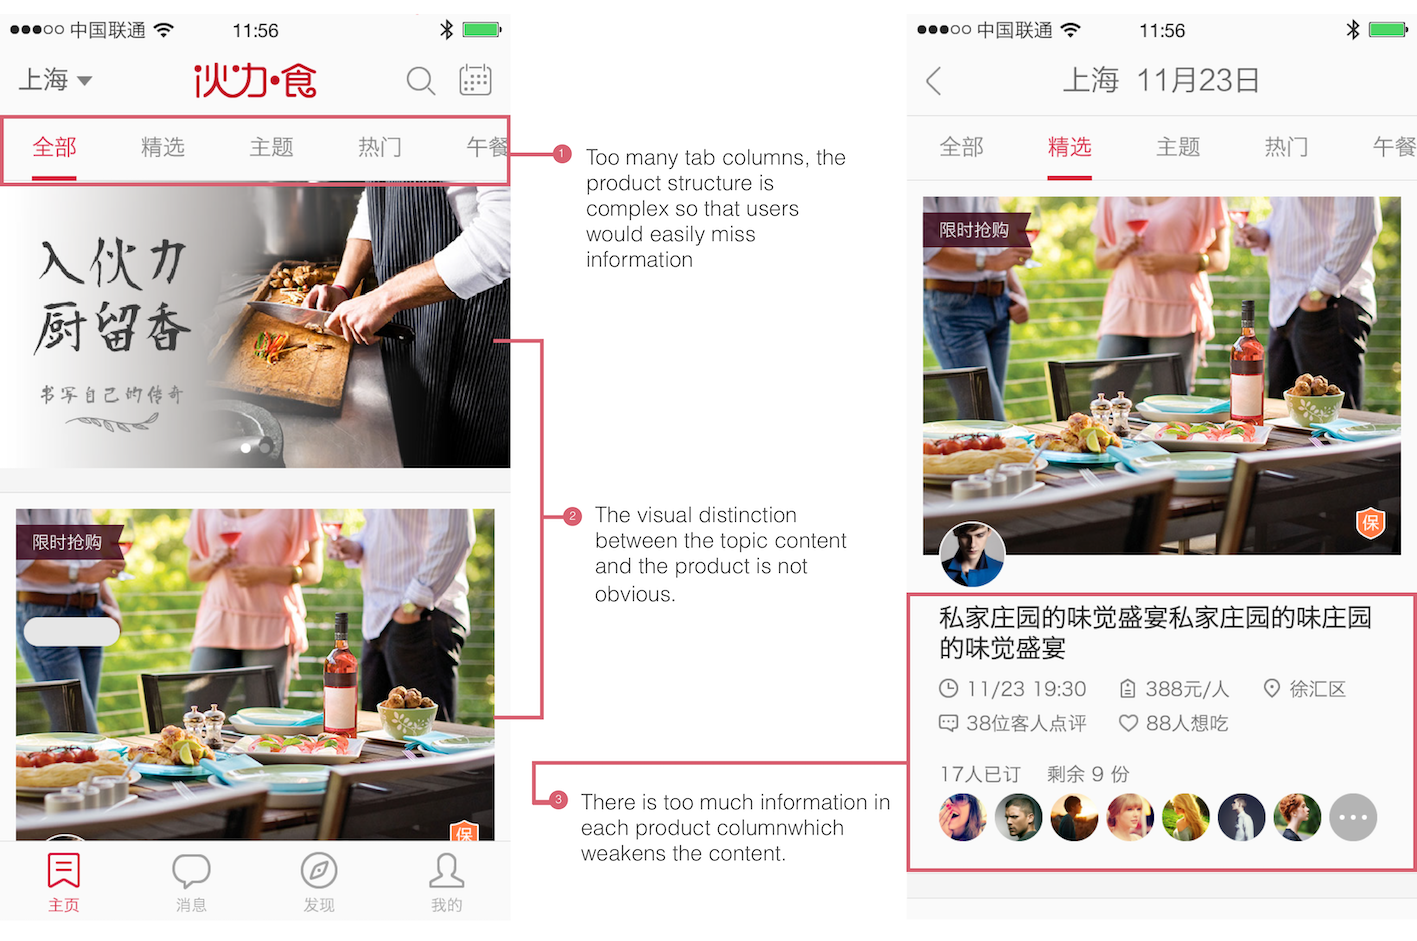 中国联通
11:56
上海
伙力·食
全部
精选
主题
热门
午餐
入伙力
厨留香
书写自己的传奇
限时抢购
保
主页
消息
发现
我的
1
Too many tab columns, the
product structure is
complex so that users
would easily miss
information
2
The visual distinction
between the topic content
and the product is not
obvious.
3
There is too much information in
each product columnwhich
weakens the content.
中国联通
11:56
上海 11月23日
全部
精选
主题
热门
午餐
限时抢购
保
私家庄园的味觉盛宴私家庄园的味庄园
的味觉盛宴
11/23 19:30 388元/人 徐汇区
38位客人点评 88人想吃
17人已订 剩余 9 份